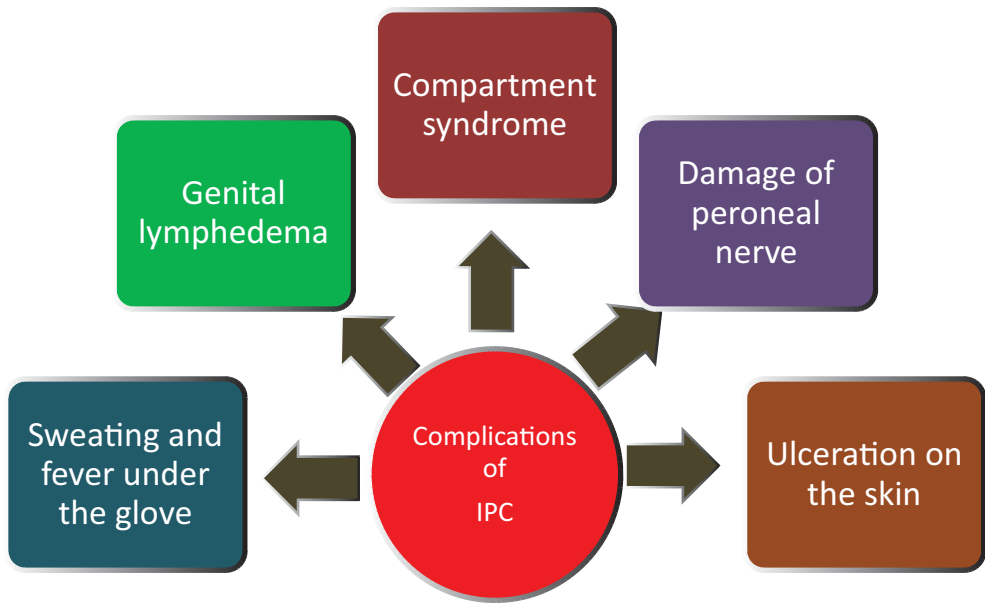 Compartment
syndrome
Genital
lymphedema
Damage of
peroneal
nerve
Sweating and
fever under
the glove
Complications
of
IPC
Ulceration on
the skin